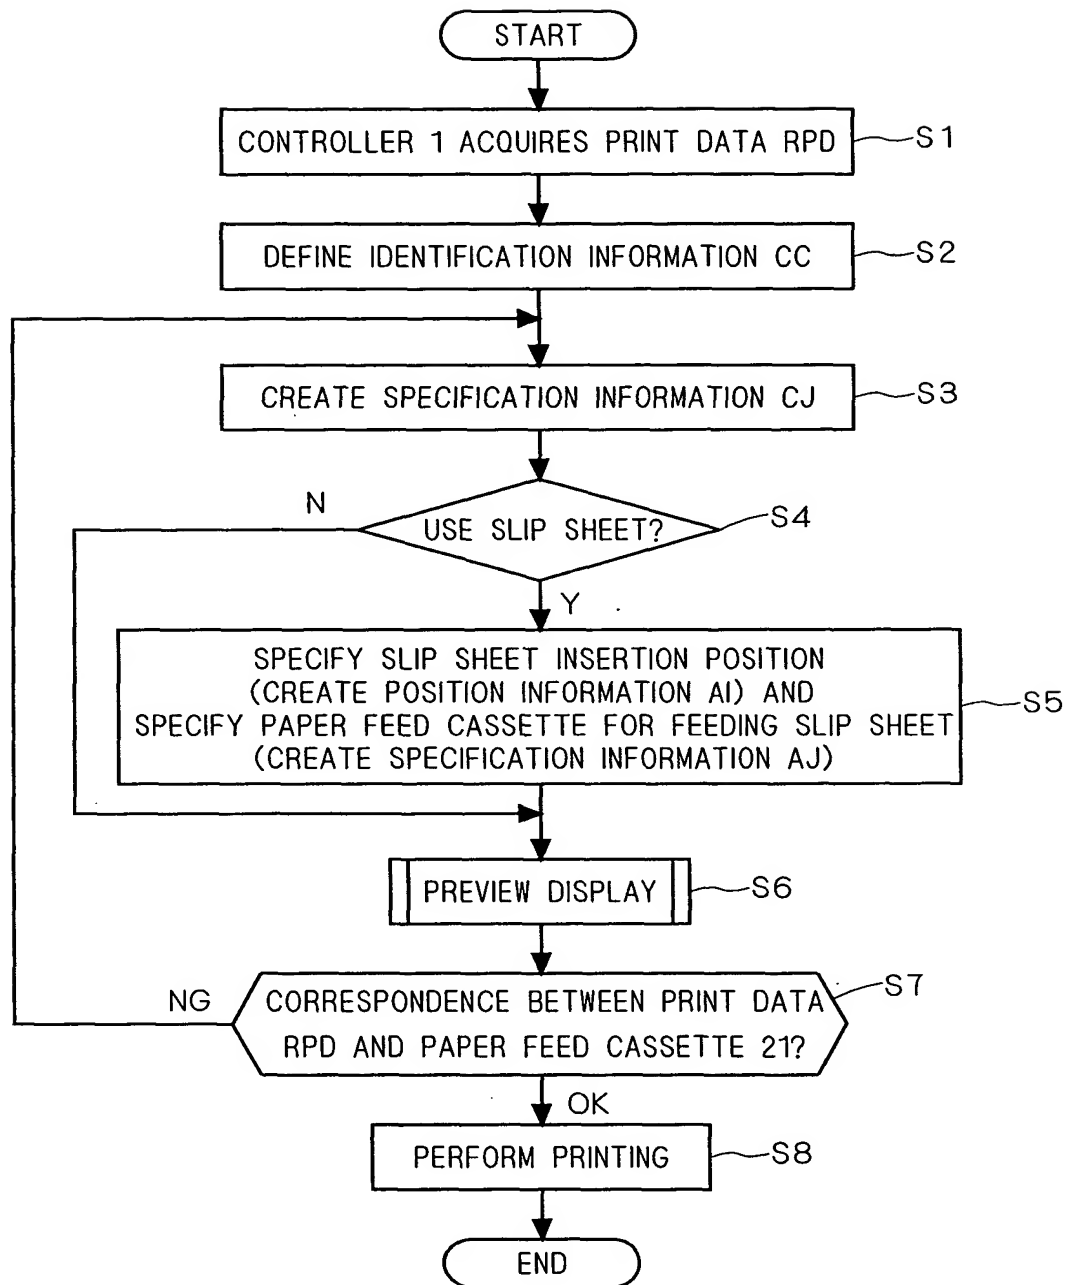 START
CONTROLLER 1 ACQUIRES PRINT DATA RPD
S1
DEFINE IDENTIFICATION INFORMATION CC
S2
CREATE SPECIFICATION INFORMATION CJ
S3
N
USE SLIP SHEET?
S4
Y
SPECIFY SLIP SHEET INSERTION POSITION
(CREATE POSITION INFORMATION AI) AND
SPECIFY PAPER FEED CASSETTE FOR FEEDING SLIP SHEET
(CREATE SPECIFICATION INFORMATION AJ)
S5
PREVIEW DISPLAY
S6
NG
CORRESPONDENCE BETWEEN PRINT DATA
RPD AND PAPER FEED CASSETTE 21?
S7
OK
PERFORM PRINTING
S8
END